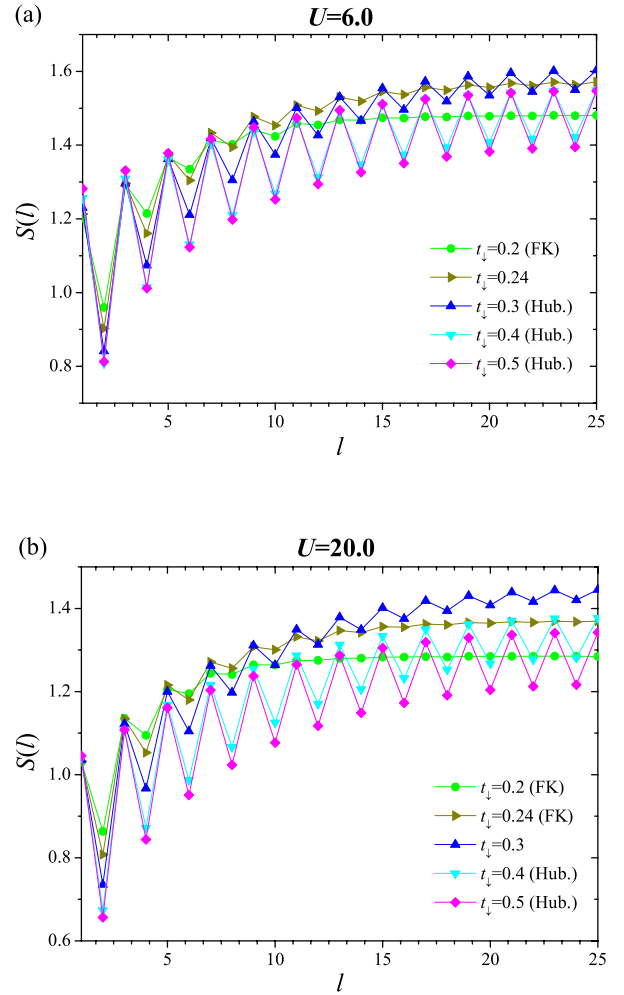 (a)
U=6.0
S(l)
1.6
1.4
1.2
1.0
0.8
t↓=0.2 (FK)
t↓=0.24
t↓=0.3 (Hub.)
t↓=0.4 (Hub.)
t↓=0.5 (Hub.)
5 10 15 20 25
l
(b)
U=20.0
S(l)
1.4
1.2
1.0
0.8
0.6
t↓=0.2 (FK)
t↓=0.24 (FK)
t↓=0.3
t↓=0.4 (Hub.)
t↓=0.5 (Hub.)
5 10 15 20 25
l